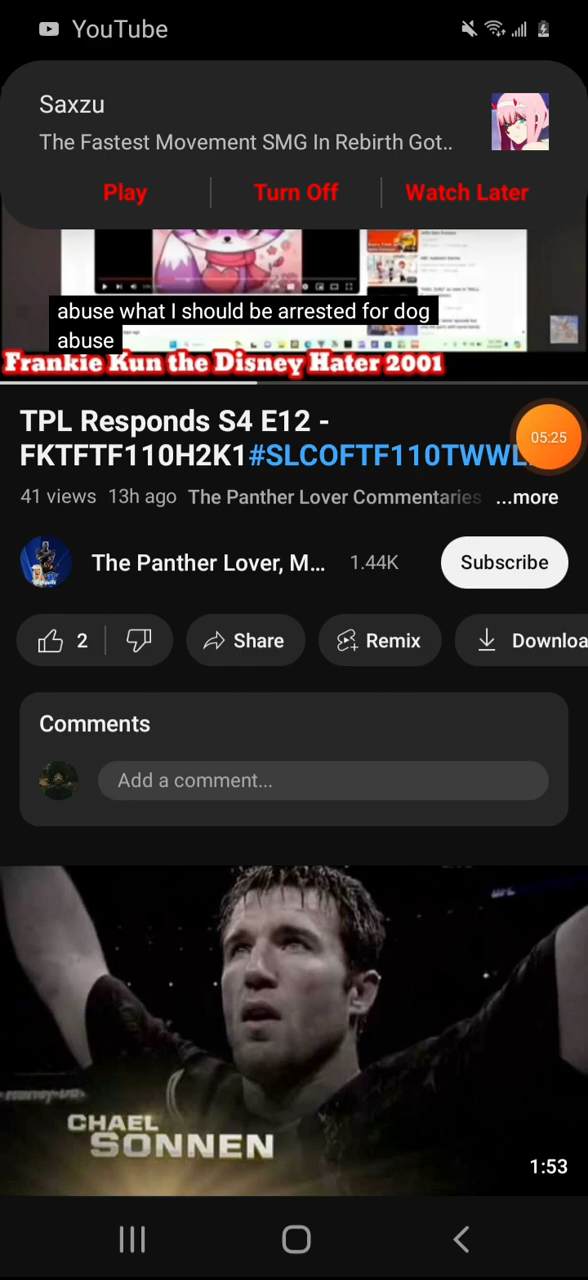 YouTube
Saxzu
The Fastest Movement SMG In Rebirth Got..
Play
Turn Off
Watch Later
abuse what I should be arrested for dog
abuse
Frankie Kun the Disney Hater 2001
TPL Responds S4 E12 -
FKTFTF110H2K1#SLCOFTF110TWWL
05:25
41 views 13h ago The Panther Lover Commentaries ...more
The Panther Lover, M... 1.44K
Subscribe
2
Share
Remix
Downloa
Comments
Add a comment...
CHAEL
SONNEN
1:53